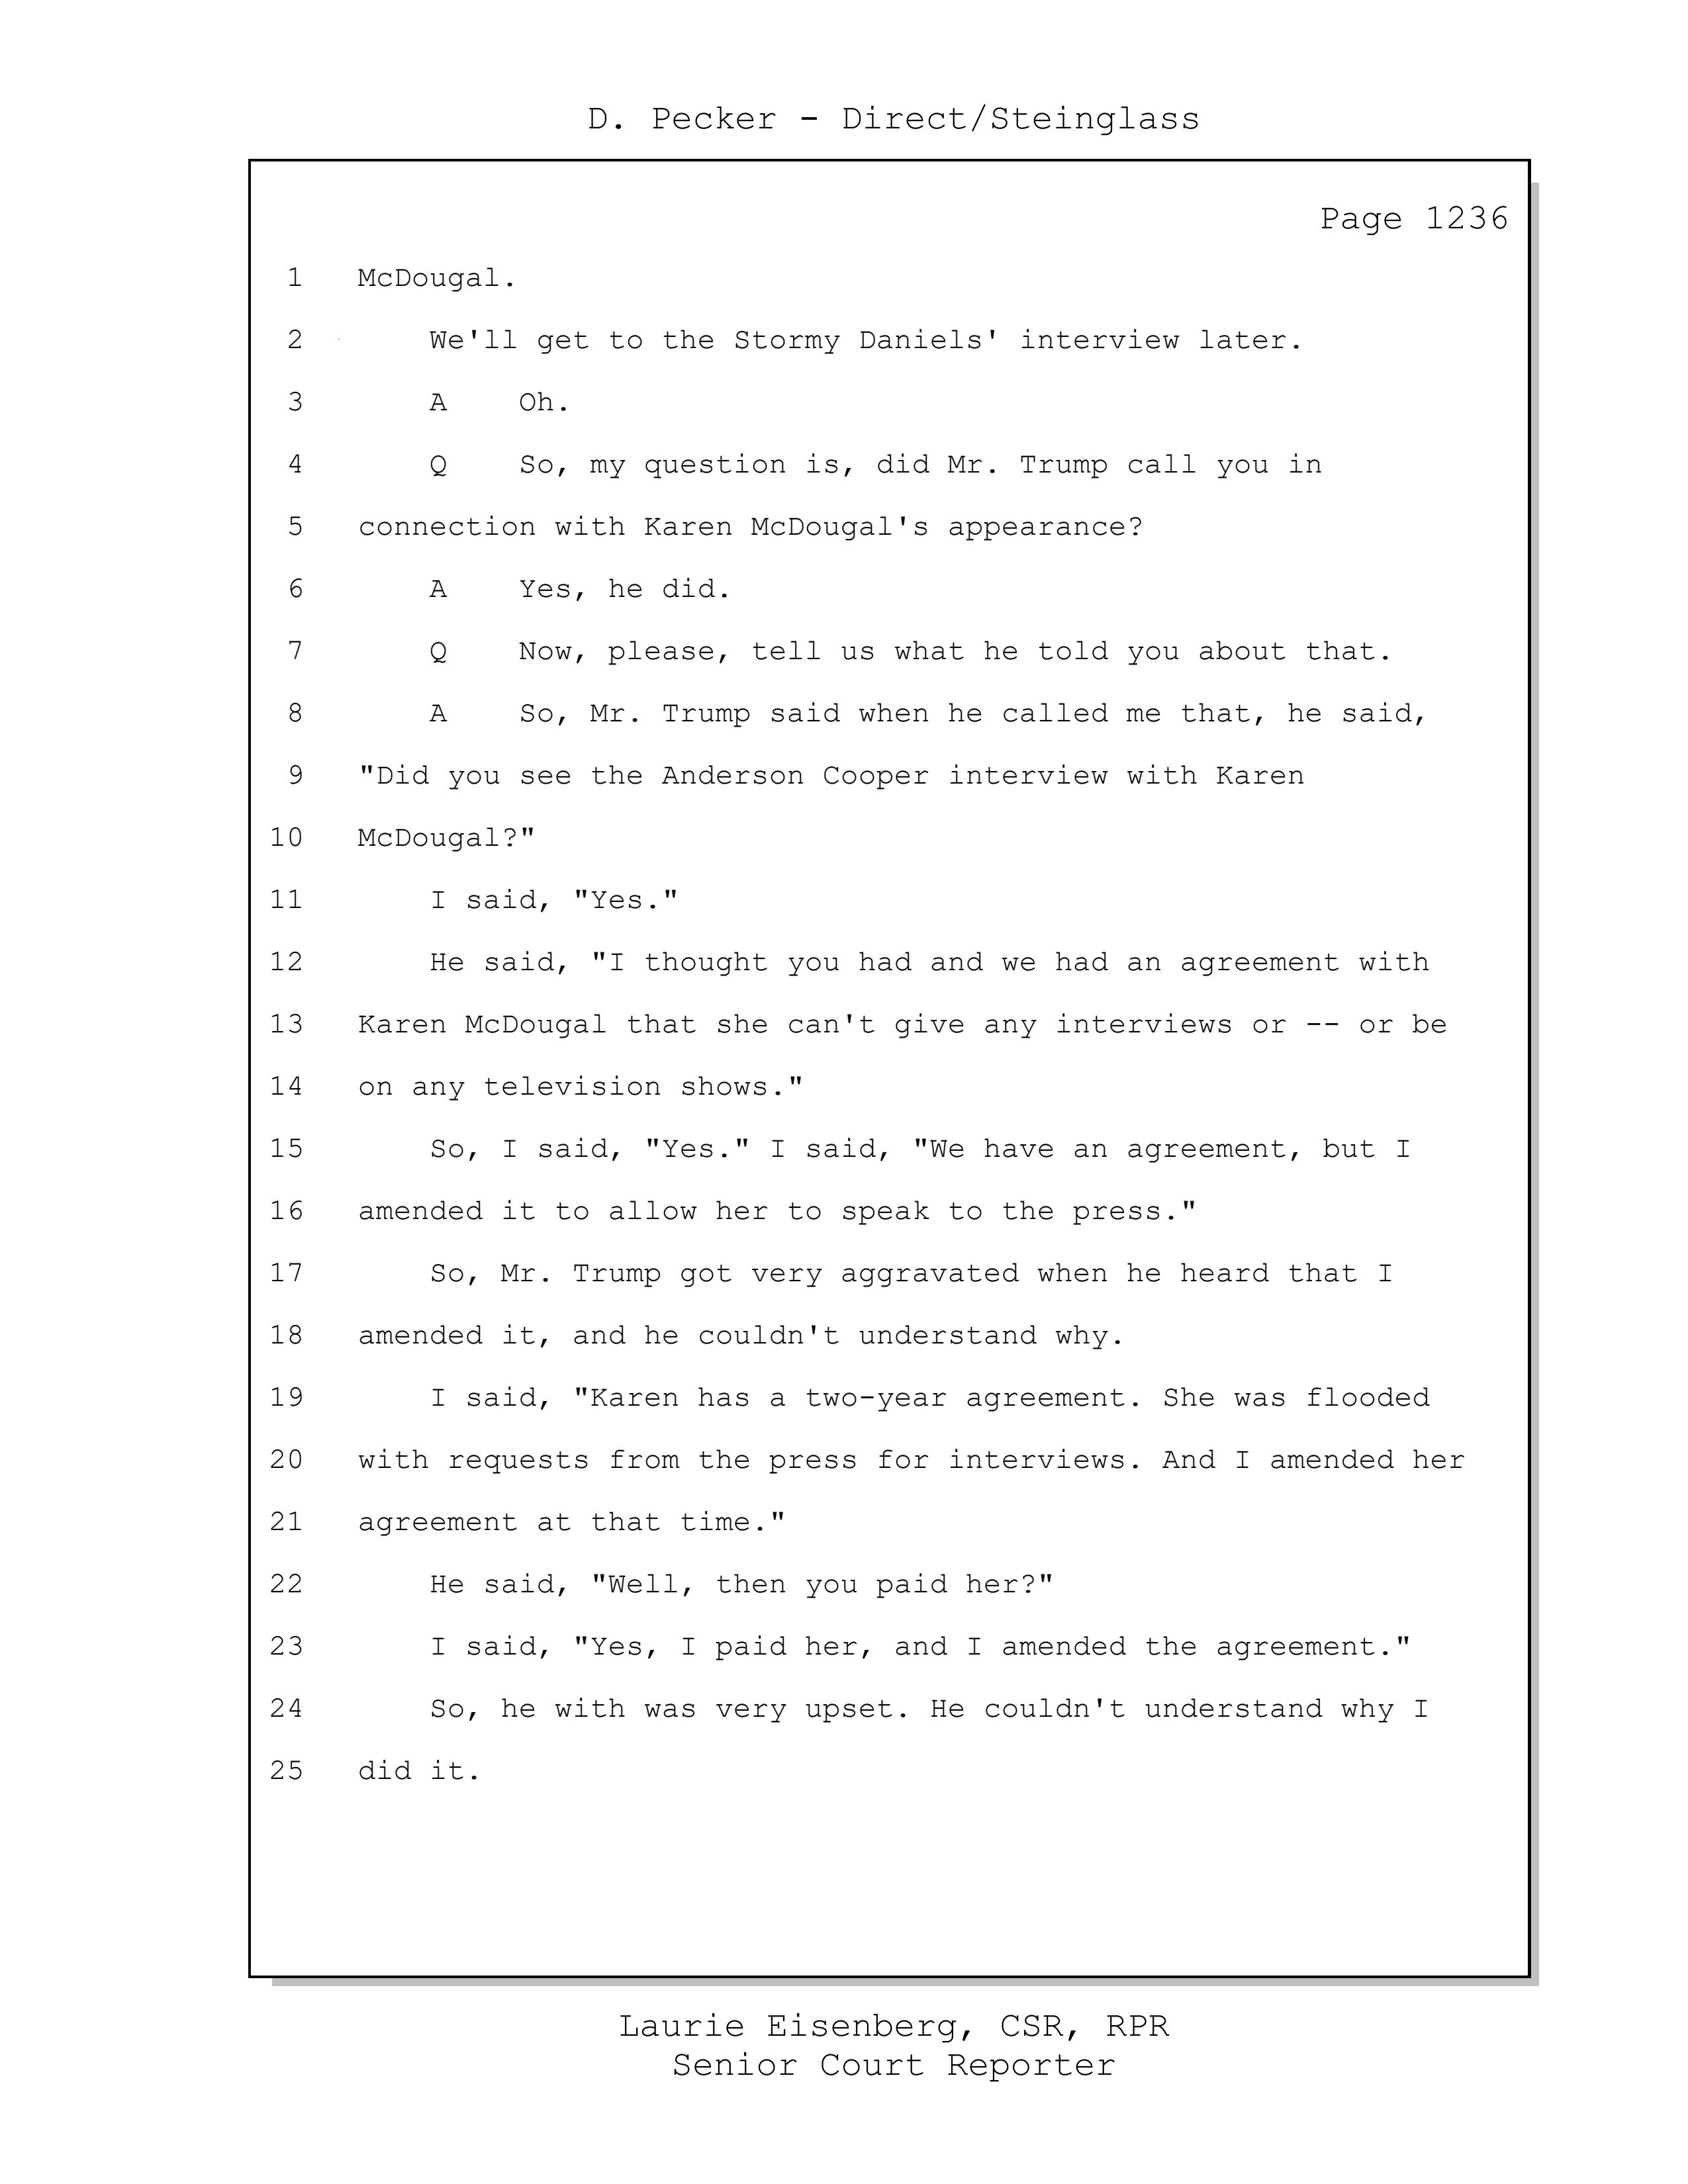 D. Pecker - Direct/Steinglass
Page 1236
1 McDougal.
2 We'll get to the Stormy Daniels' interview later.
3 A Oh.
4 Q So, my question is, did Mr. Trump call you in
5 connection with Karen McDougal's appearance?
6 A Yes, he did.
7 Q Now, please, tell us what he told you about that.
8 A So, Mr. Trump said when he called me that, he said,
9 "Did you see the Anderson Cooper interview with Karen
10 McDougal?"
11 I said, "Yes."
12 He said, "I thought you had and we had an agreement with
13 Karen McDougal that she can't give any interviews or -- or be
14 on any television shows."
15 So, I said, "Yes." I said, "We have an agreement, but I
16 amended it to allow her to speak to the press."
17 So, Mr. Trump got very aggravated when he heard that I
18 amended it, and he couldn't understand why.
19 I said, "Karen has a two-year agreement. She was flooded
20 with requests from the press for interviews. And I amended her
21 agreement at that time."
22 He said, "Well, then you paid her?"
23 I said, "Yes, I paid her, and I amended the agreement."
24 So, he with was very upset. He couldn't understand why I
25 did it.
Laurie Eisenberg, CSR, RPR
Senior Court Reporter